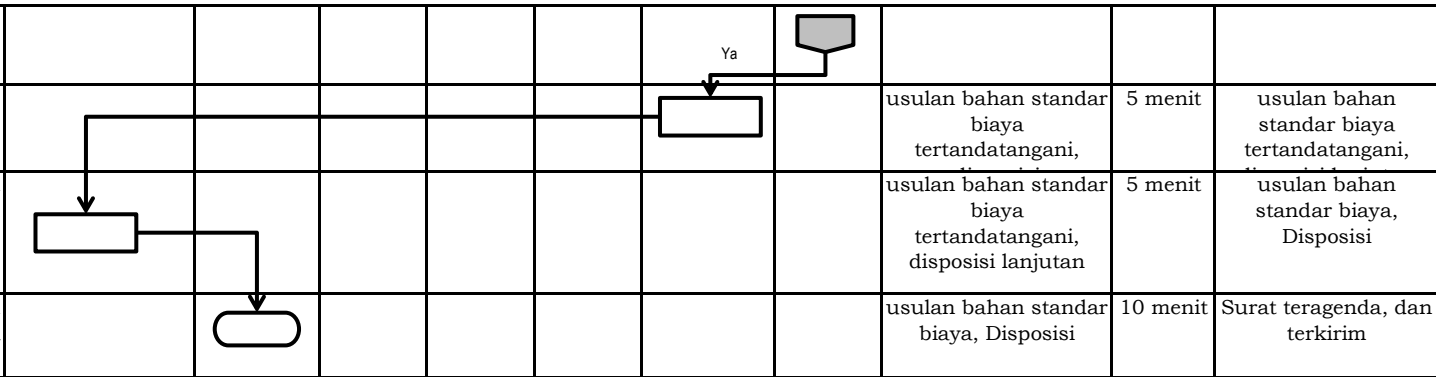 Ya
usulan bahan standar
biaya
tertandatangani,
5 menit
usulan bahan
standar biaya
tertandatangani,
usulan bahan standar
biaya
tertandatangani,
disposisi lanjutan
5 menit
usulan bahan
standar biaya,
Disposisi
usulan bahan standar
biaya, Disposisi
10 menit
Surat teragenda, dan
terkirim